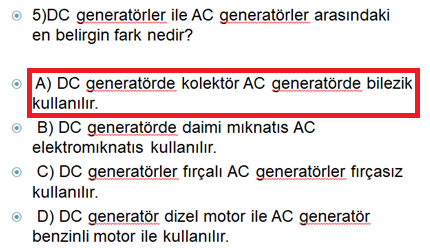 5)DC generatörler ile AC generatörler arasındaki
en belirgin fark nedir?
A) DC generatörde kolektör AC generatörde bilezik
kullanılır.
B) DC generatörde daimi mıknatıs AC
elektromıknatıs kullanılır.
C) DC generatörler fırçalı AC generatörler fırçasız
kullanılır.
D) DC generatör dizel motor ile AC generatör
benzinli motor ile kullanılır.